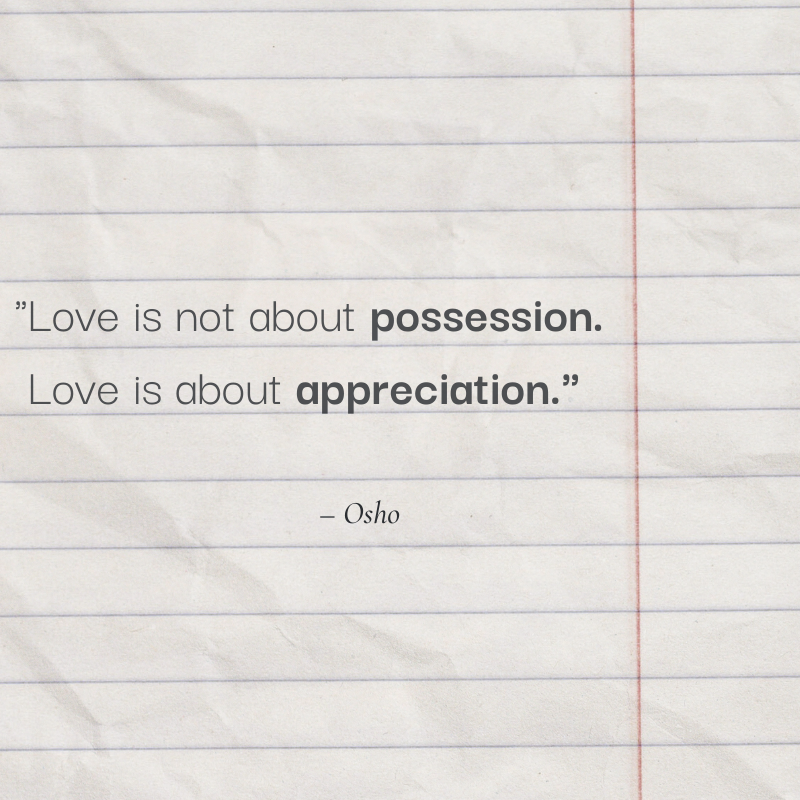 ”Love is not about possession.
Love is about appreciation.”
– Osho